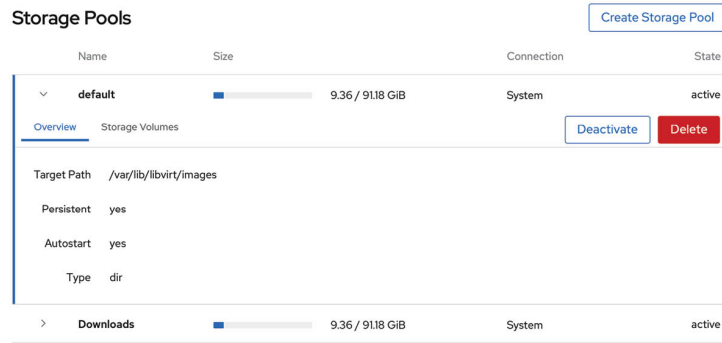 Storage Pools Create Storage Pool
Name Size Connection State
default 9.36 / 91.18 GiB System active
Overview Storage Volumes Deactivate Delete
Target Path /var/lib/libvirt/images
Persistent yes
Autostart yes
Type dir
Downloads 9.36 / 91.18 GiB System active